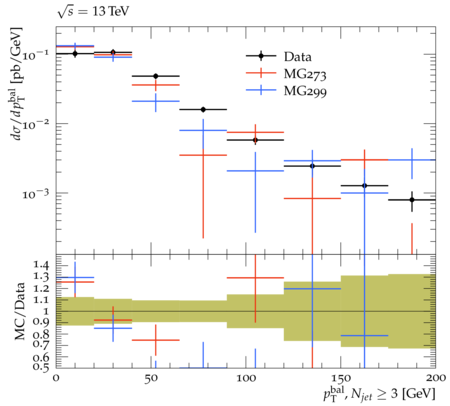 √s = 13 TeV
dσ/dp_T^bal [pb/GeV]
10⁻¹
10⁻²
10⁻³
Data
MG273
MG299
MC/Data
1.4
1.3
1.2
1.1
1
0.9
0.8
0.7
0.6
0.5
0 50 100 150 200
p_T^bal, N_jet ≥ 3 [GeV]